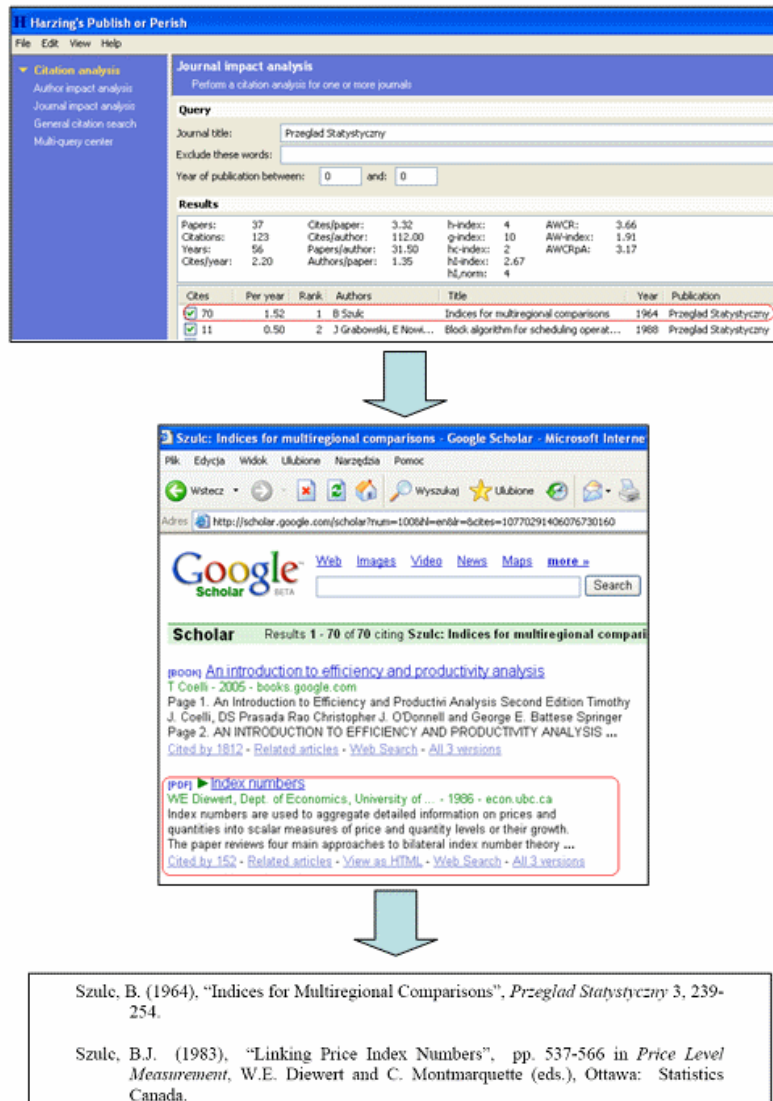 H Harzing's Publish or Perish
File Edit View Help
Citation analysis
Author impact analysis
Journal impact analysis
General citation search
Multi-query center
Journal impact analysis
Perform a citation analysis for one or more journals
Query
Journal title: Przeglad Statystyczny
Exclude these words:
Year of publication between: 0 and: 0
Results
Papers: 37 Cites/paper: 3.32 h-index: 4 AWCR: 3.66
Citations: 123 Cites/author: 112.00 g-index: 10 AW-index: 1.91
Years: 56 Papers/author: 31.50 hc-index: 2 AWCRpA: 3.17
Cites/year: 2.20 Authors/paper: 1.35 hI-index: 2.67
hI,norm: 4
Cites Per year Rank Authors Title Year Publication
70 1.52 1 B Szulc Indices for multiregional comparisons 1964 Przeglad Statystyczny
11 0.50 2 J Grabowski, E Nowi... Block algorithm for scheduling operat... 1988 Przeglad Statystyczny
Szulc: Indices for multiregional comparisons - Google Scholar - Microsoft Interne
Plik Edycja Widok Ulubione Narzędzia Pomoc
Wstecz Wyszukaj Ulubione
Adres http://scholar.google.com/scholar?num=100&hl=en&lr=&cites=10770291406076730160
Google Scholar BETA
Web Images Video News Maps more »
Search
Scholar Results 1 - 70 of 70 citing Szulc: Indices for multiregional compari
[BOOK] An introduction to efficiency and productivity analysis
T Coelli - 2005 - books.google.com
Page 1. An Introduction to Efficiency and Productivi Analysis Second Edition Timothy
J. Coelli, DS Prasada Rao Christopher J. O'Donnell and George E. Battese Springer
Page 2. AN INTRODUCTION TO EFFICIENCY AND PRODUCTIVITY ANALYSIS ...
Cited by 1812 - Related articles - Web Search - All 3 versions
[PDF] Index numbers
WE Diewert, Dept. of Economics, University of ... - 1986 - econ.ubc.ca
Index numbers are used to aggregate detailed information on prices and
quantities into scalar measures of price and quantity levels or their growth.
The paper reviews four main approaches to bilateral index number theory ...
Cited by 152 - Related articles - View as HTML - Web Search - All 3 versions
Szulc, B. (1964), “Indices for Multiregional Comparisons”, Przeglad Statystyczny 3, 239-
254.
Szulc, B.J. (1983), “Linking Price Index Numbers”, pp. 537-566 in Price Level
Measurement, W.E. Diewert and C. Montmarquette (eds.), Ottawa: Statistics
Canada.